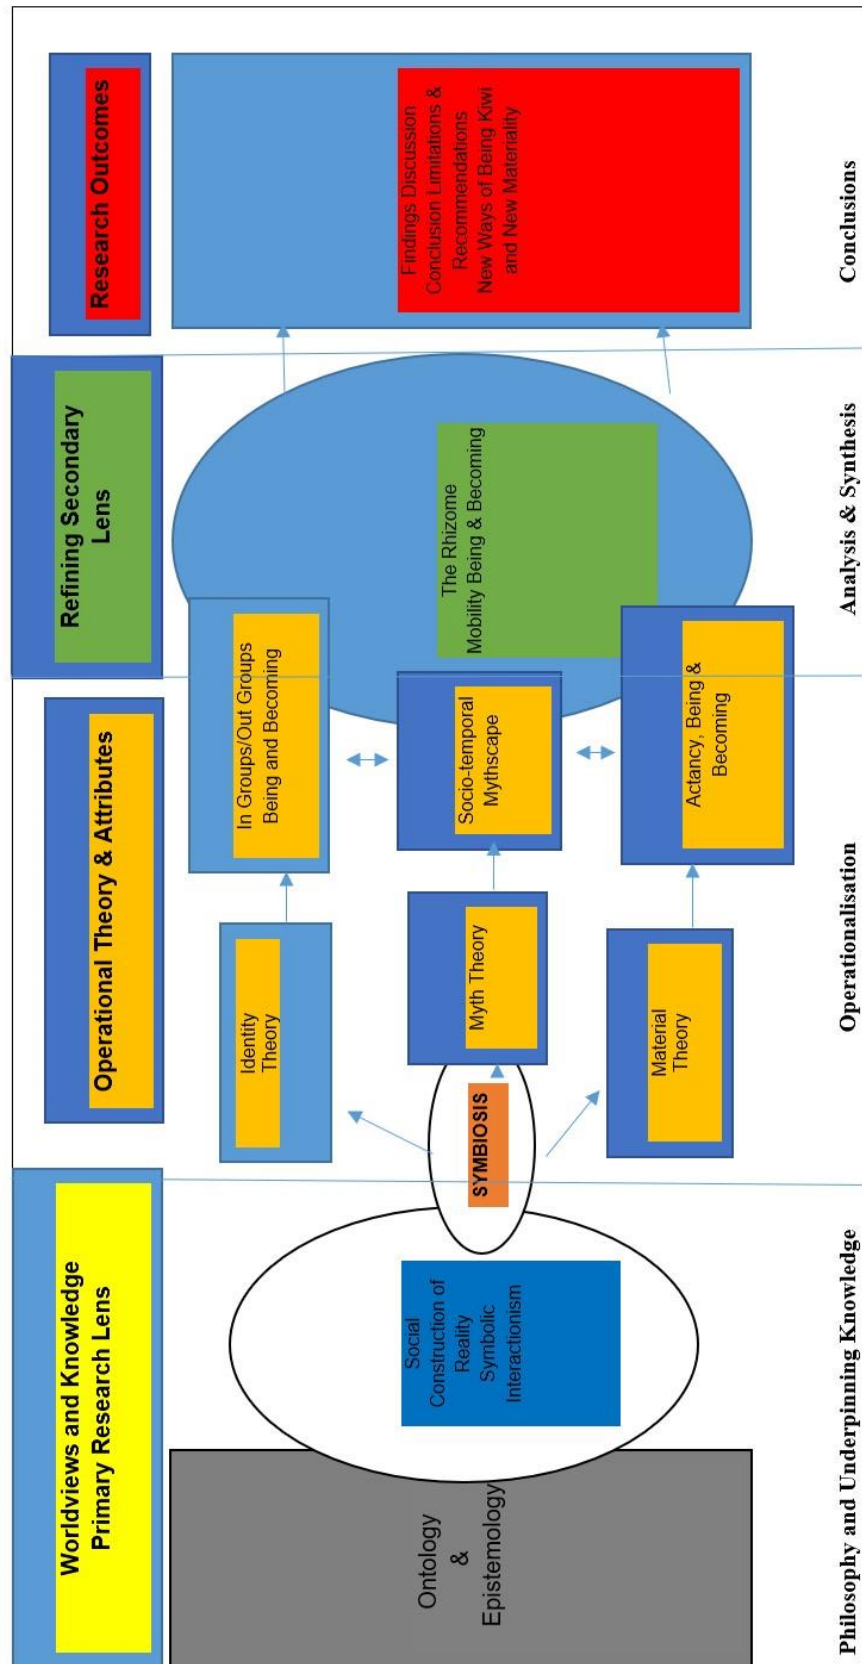 Worldviews and Knowledge
Primary Research Lens
Operational Theory & Attributes
Refining Secondary
Lens
Research Outcomes
Ontology
&
Epistemology
Social
Construction of
Reality
Symbolic
Interactionism
SYMBIOSIS
Identity
Theory
Myth Theory
Material
Theory
In Groups/Out Groups
Being and Becoming
Socio-temporal
Mythscape
Actancy, Being &
Becoming
The Rhizome
Mobility Being & Becoming
Findings Discussion
Conclusion Limitations &
Recommendations
New Ways of Being Kiwi
and New Materiality
Philosophy and Underpinning Knowledge
Operationalisation
Analysis & Synthesis
Conclusions